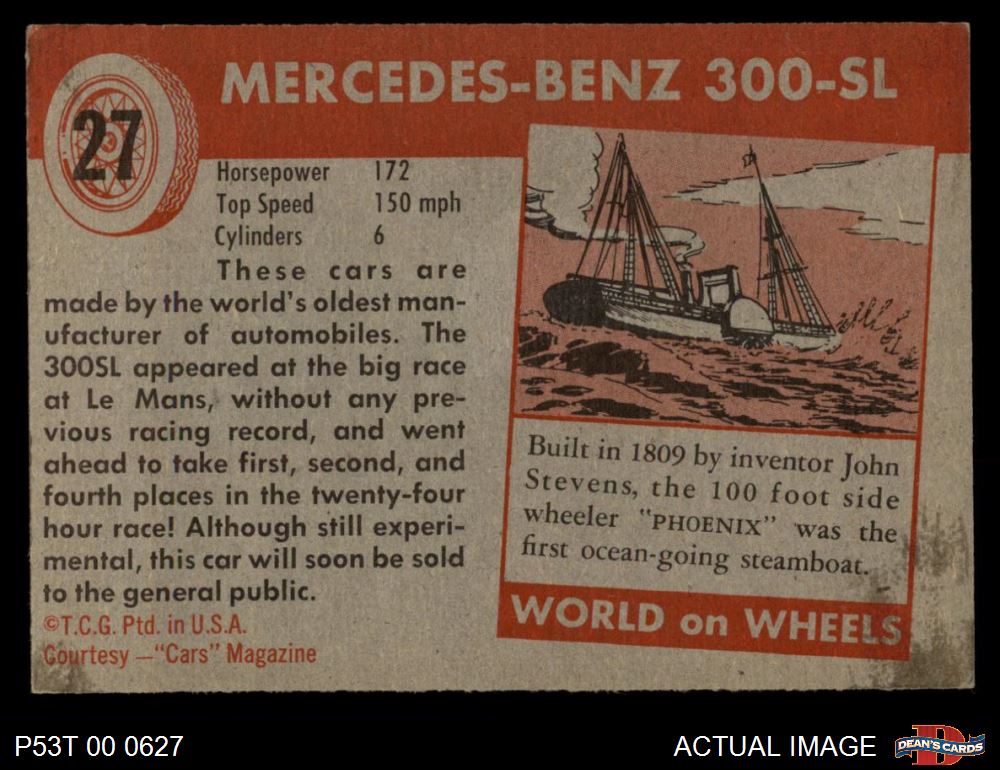 27
MERCEDES-BENZ 300-SL
Horsepower 172
Top Speed 150 mph
Cylinders 6
These cars are
made by the world's oldest man-
ufacturer of automobiles. The
300SL appeared at the big race
at Le Mans, without any pre-
vious racing record, and went
ahead to take first, second, and
fourth places in the twenty-four
hour race! Although still experi-
mental, this car will soon be sold
to the general public.
©T.C.G. Ptd. in U.S.A.
Courtesy —"Cars" Magazine
Built in 1809 by inventor John
Stevens, the 100 foot side
wheeler "PHOENIX" was the
first ocean-going steamboat.
WORLD on WHEELS
P53T 00 0627
ACTUAL IMAGE
D
DEAN'S CARDS